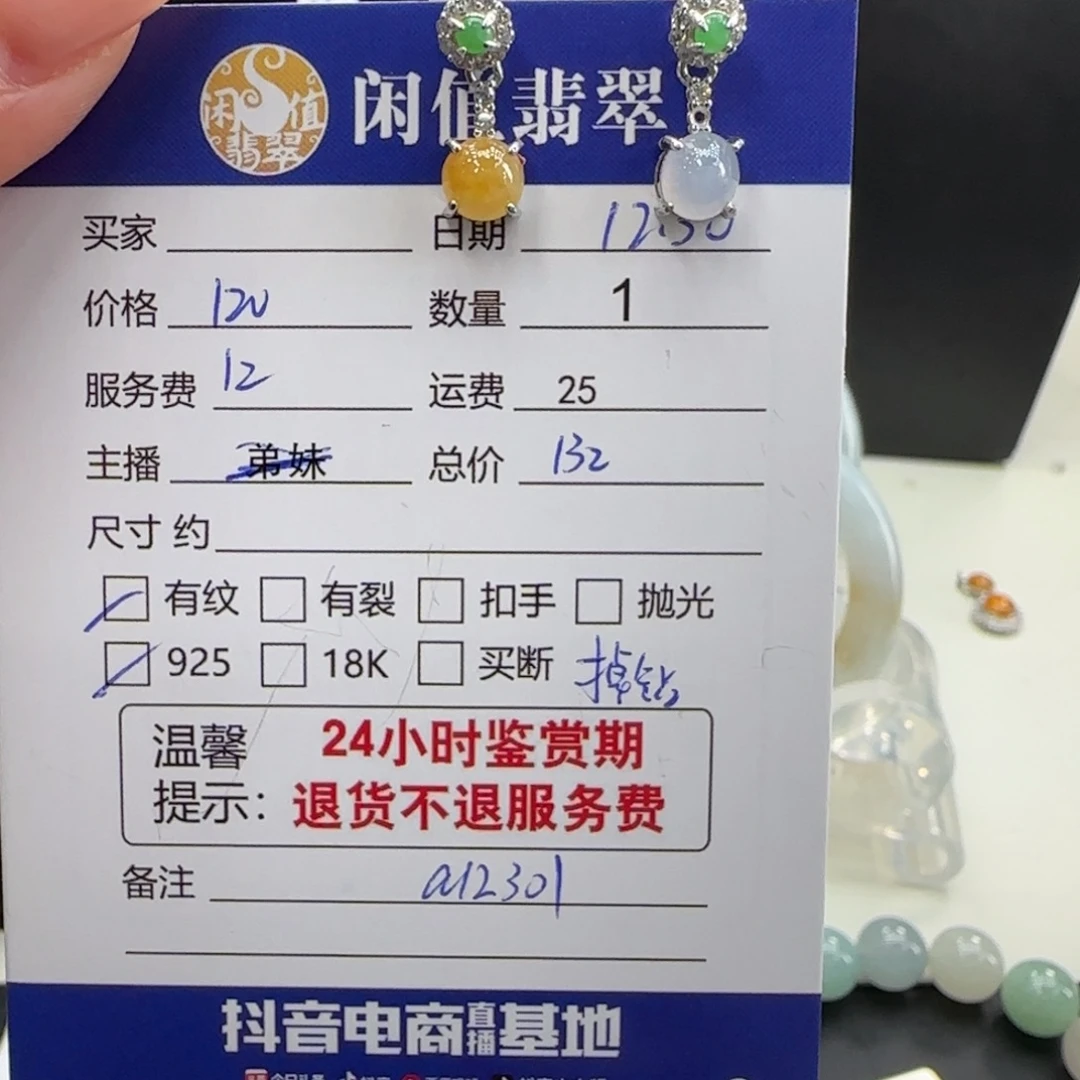 闲值翡翠
闲值
翡翠
买家 日期 12.30
价格 120 数量 1
服务费 12 运费 25
主播 弟妹 总价 132
尺寸 约
有纹 有裂 扣手 抛光
925 18K 买断 掉钻
温馨 24小时鉴赏期
提示: 退货不退服务费
备注 a12301
抖音电商直播基地